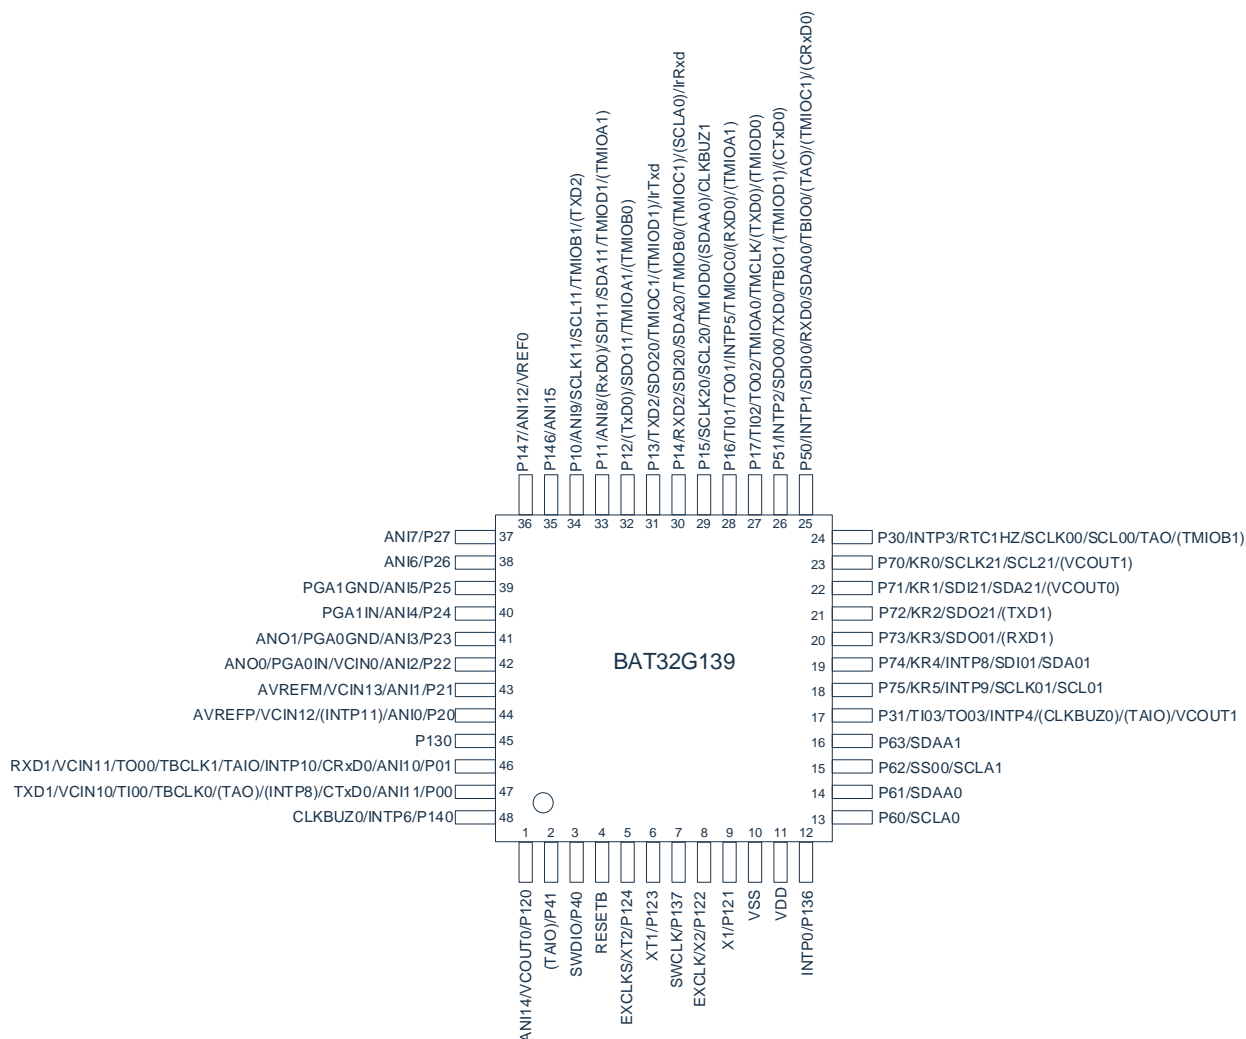 P147/ANI12/VREF0
P146/ANI15
P10/ANI9/SCLK11/SCL11/TMIOB1/(TXD2)
P11/ANI8/(RxD0)/SDI11/SDA11/TMIOD1/(TMIOA1)
P12/(TxD0)/SDO11/TMIOA1/(TMIOB0)
P13/TXD2/SDO20/TMIOC1/(TMIOD1)/IrTxd
P14/RXD2/SDI20/SDA20/TMIOB0/(TMIOC1)/(SCLA0)/IrRxd
P15/SCLK20/SCL20/TMIOD0/(SDAA0)/CLKBUZ1
P16/TI01/TO01/INTP5/TMIOC0/(RXD0)/(TMIOA1)
P17/TI02/TO02/TMIOA0/TMCLK/(TXD0)/(TMIOD0)
P51/INTP2/SDO00/TXD0/TBIO1/(TMIOD1)/(CTxD0)
P50/INTP1/SDI00/RXD0/SDA00/TBIO0/(TAO)/(TMIOC1)/(CRxD0)
36 35 34 33 32 31 30 29 28 27 26 25
ANI7/P27 37
ANI6/P26 38
PGA1GND/ANI5/P25 39
PGA1IN/ANI4/P24 40
ANO1/PGA0GND/ANI3/P23 41
ANO0/PGA0IN/VCIN0/ANI2/P22 42
AVREFM/VCIN13/ANI1/P21 43
AVREFP/VCIN12/(INTP11)/ANI0/P20 44
P130 45
RXD1/VCIN11/TO00/TBCLK1/TAIO/INTP10/CRxD0/ANI10/P01 46
TXD1/VCIN10/TI00/TBCLK0/(TAO)/(INTP8)/CTxD0/ANI11/P00 47
CLKBUZ0/INTP6/P140 48
BAT32G139
24 P30/INTP3/RTC1HZ/SCLK00/SCL00/TAO/(TMIOB1)
23 P70/KR0/SCLK21/SCL21/(VCOUT1)
22 P71/KR1/SDI21/SDA21/(VCOUT0)
21 P72/KR2/SDO21/(TXD1)
20 P73/KR3/SDO01/(RXD1)
19 P74/KR4/INTP8/SDI01/SDA01
18 P75/KR5/INTP9/SCLK01/SCL01
17 P31/TI03/TO03/INTP4/(CLKBUZ0)/(TAIO)/VCOUT1
16 P63/SDAA1
15 P62/SS00/SCLA1
14 P61/SDAA0
13 P60/SCLA0
1 2 3 4 5 6 7 8 9 10 11 12
ANI14/VCOUT0/P120
(TAIO)/P41
SWDIO/P40
RESETB
EXCLKS/XT2/P124
XT1/P123
SWCLK/P137
EXCLK/X2/P122
X1/P121
VSS
VDD
INTP0/P136